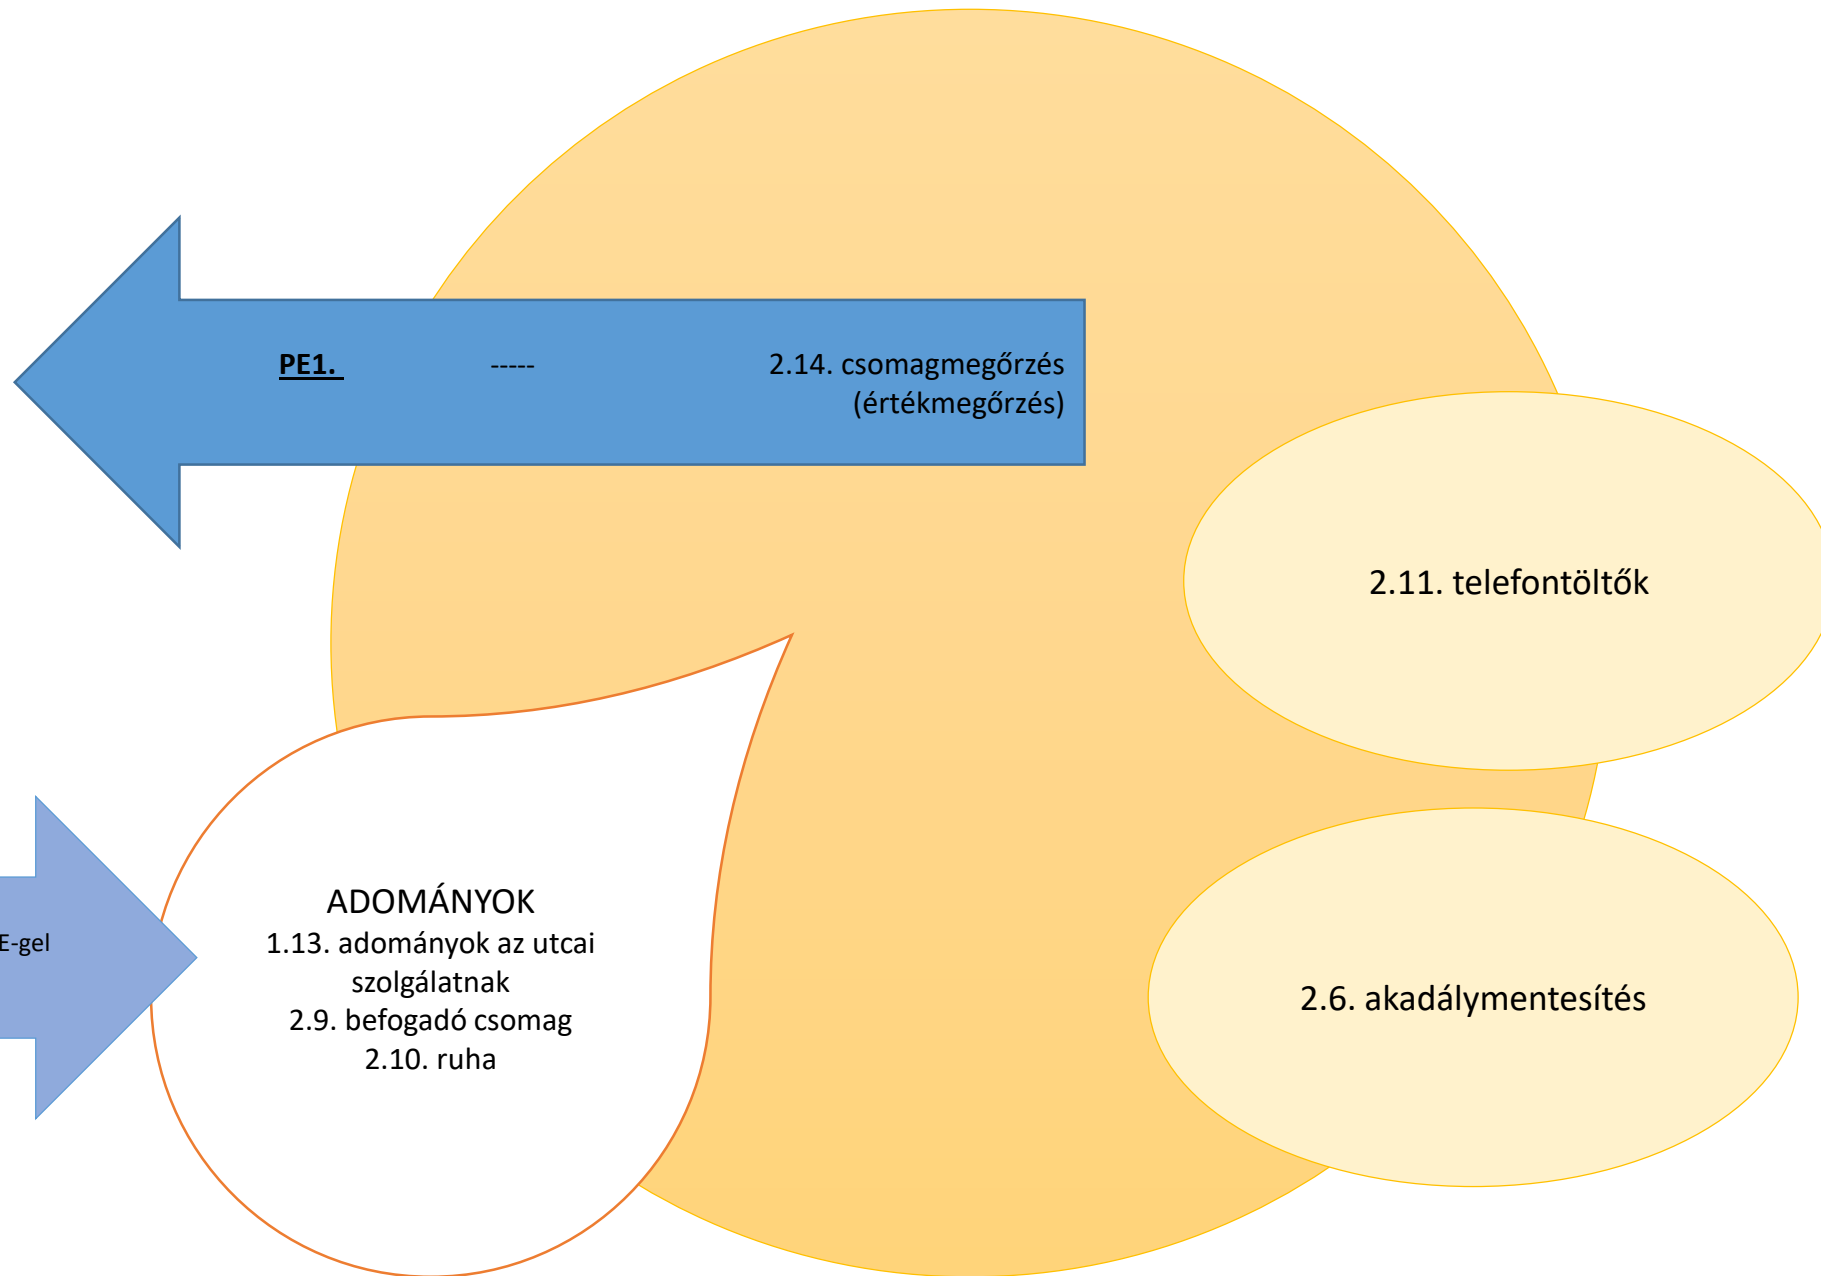 PE1. ----- 2.14. csomagmegőrzés
(értékmegőrzés)
2.11. telefontöltők
E-gel
ADOMÁNYOK
1.13. adományok az utcai
szolgálatnak
2.9. befogadó csomag
2.10. ruha
2.6. akadálymentesítés